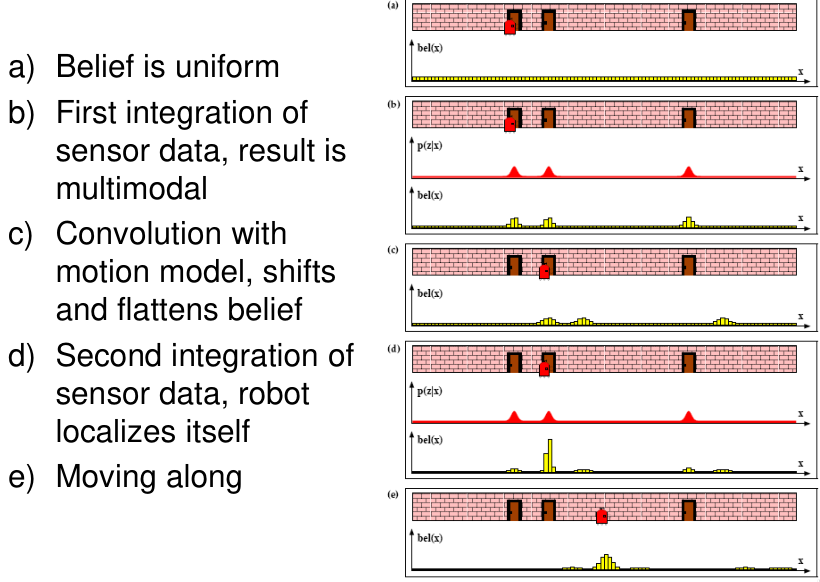 a) Belief is uniform
b) First integration of
sensor data, result is
multimodal
c) Convolution with
motion model, shifts
and flattens belief
d) Second integration of
sensor data, robot
localizes itself
e) Moving along
(a)
bel(x)
x
(b)
p(z|x)
x
bel(x)
x
(c)
bel(x)
x
(d)
p(z|x)
x
bel(x)
x
(e)
bel(x)
x